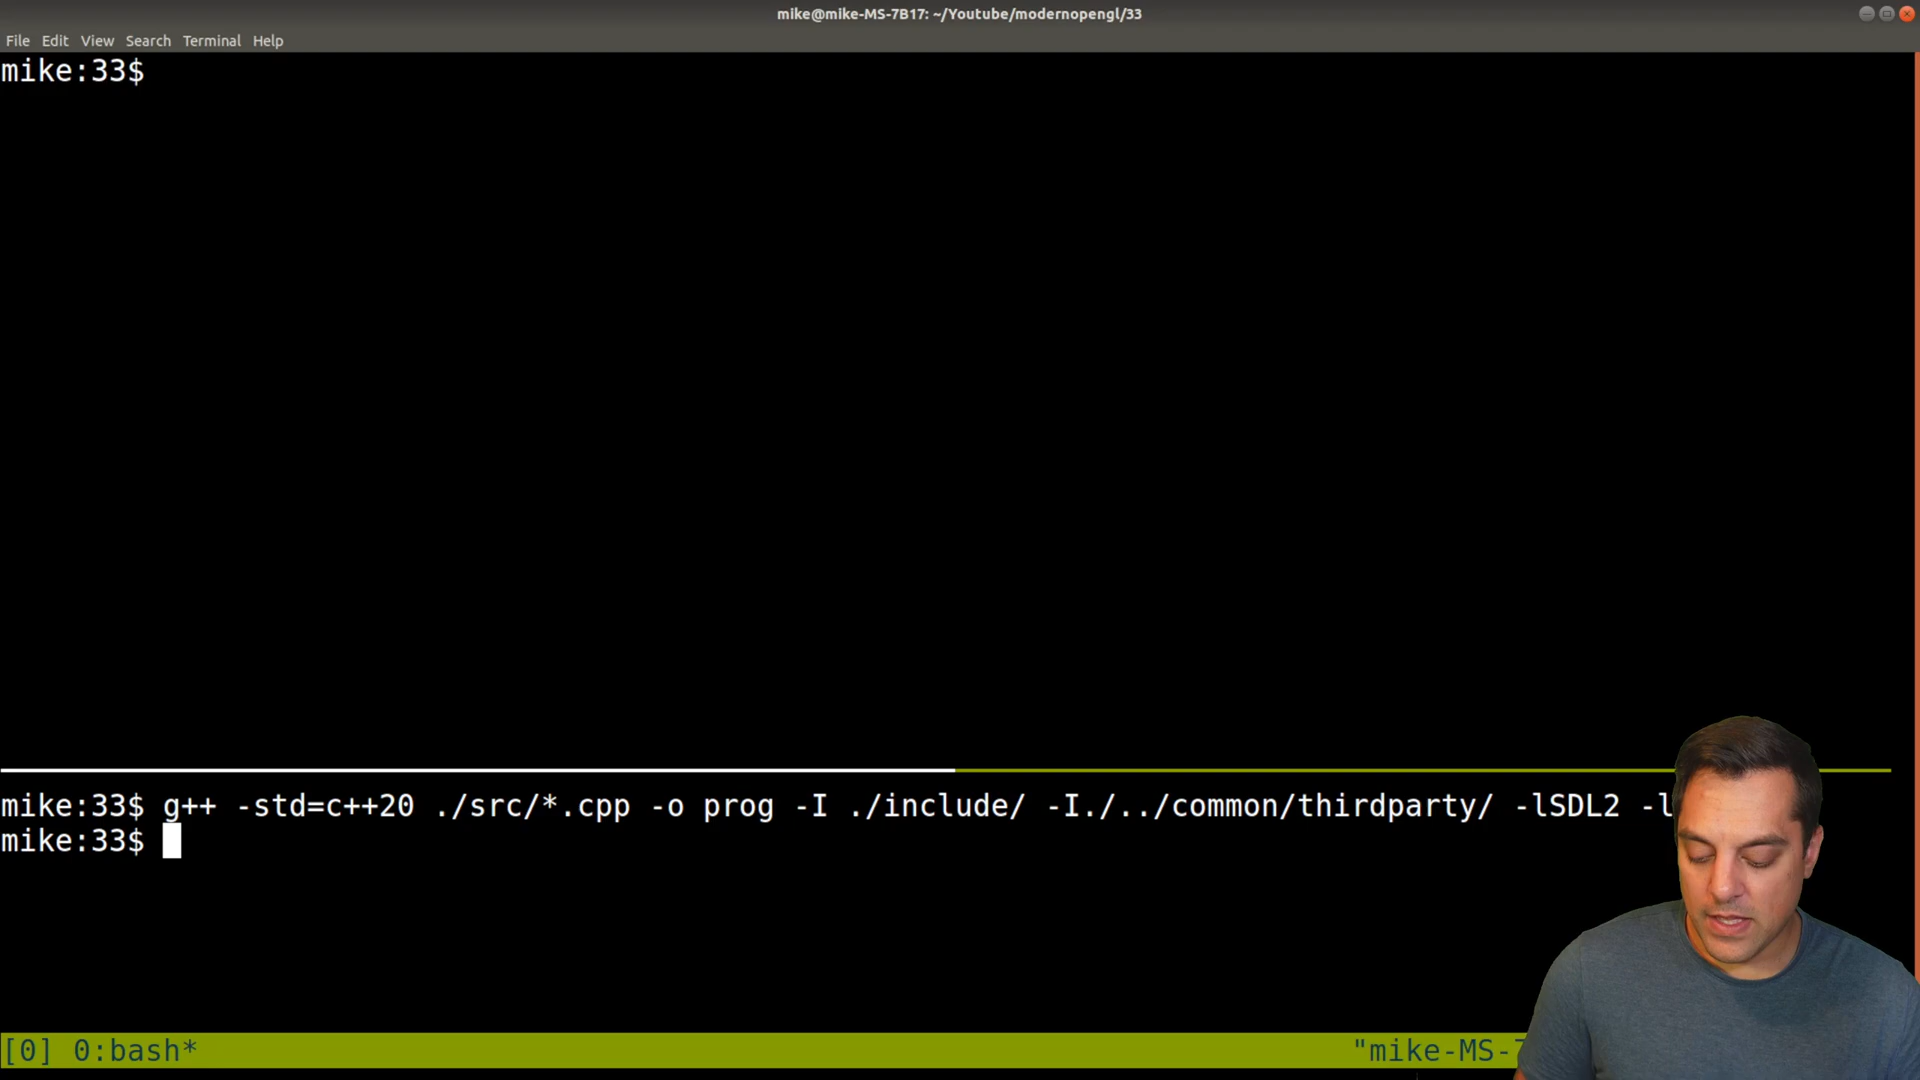 mike@mike-MS-7B17: ~/Youtube/modernopengl/33
File Edit View Search Terminal Help
mike:33$
mike:33$ g++ -std=c++20 ./src/*.cpp -o prog -I ./include/ -I./../common/thirdparty/ -lSDL2 -l
mike:33$
[0] 0:bash* "mike-MS-7